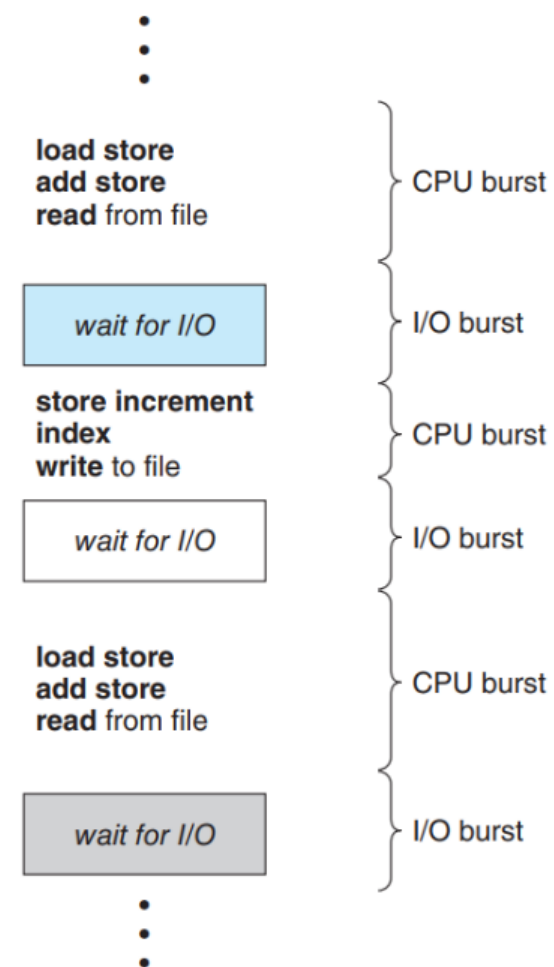 load store
add store
read from file
CPU burst
wait for I/O
I/O burst
store increment
index
write to file
CPU burst
wait for I/O
I/O burst
load store
add store
read from file
CPU burst
wait for I/O
I/O burst